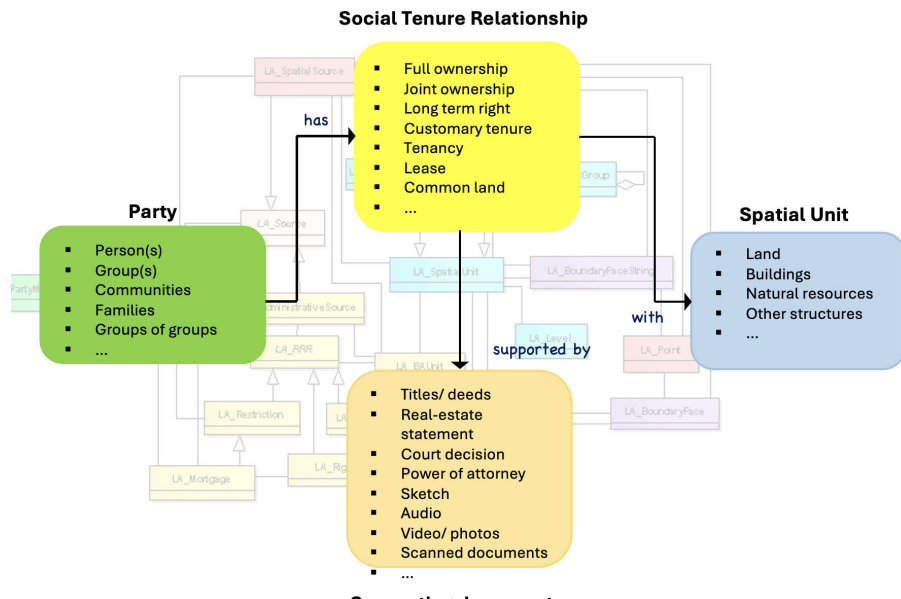 Social Tenure Relationship
LA_SpatialSource
▪ Full ownership
▪ Joint ownership
▪ Long term right
▪ Customary tenure
▪ Tenancy
▪ Lease
▪ Common land
▪ ...
has
Group
Party
LA_Source
Spatial Unit
▪ Person(s)
▪ Group(s)
▪ Communities
▪ Families
▪ Groups of groups
▪ ...
▪ Land
▪ Buildings
▪ Natural resources
▪ Other structures
▪ ...
LA_SpatialUnit
LA_BoundaryFaceString
dministrativeSource
with
LA_Level
supported by
LA_RRR
LA_Point
LA_BAUnit
▪ Titles/ deeds
▪ Real-estate
statement
▪ Court decision
▪ Power of attorney
▪ Sketch
▪ Audio
▪ Video/ photos
▪ Scanned documents
▪ ...
LA_Restriction
LA_BoundaryFace
LA_Mortgage